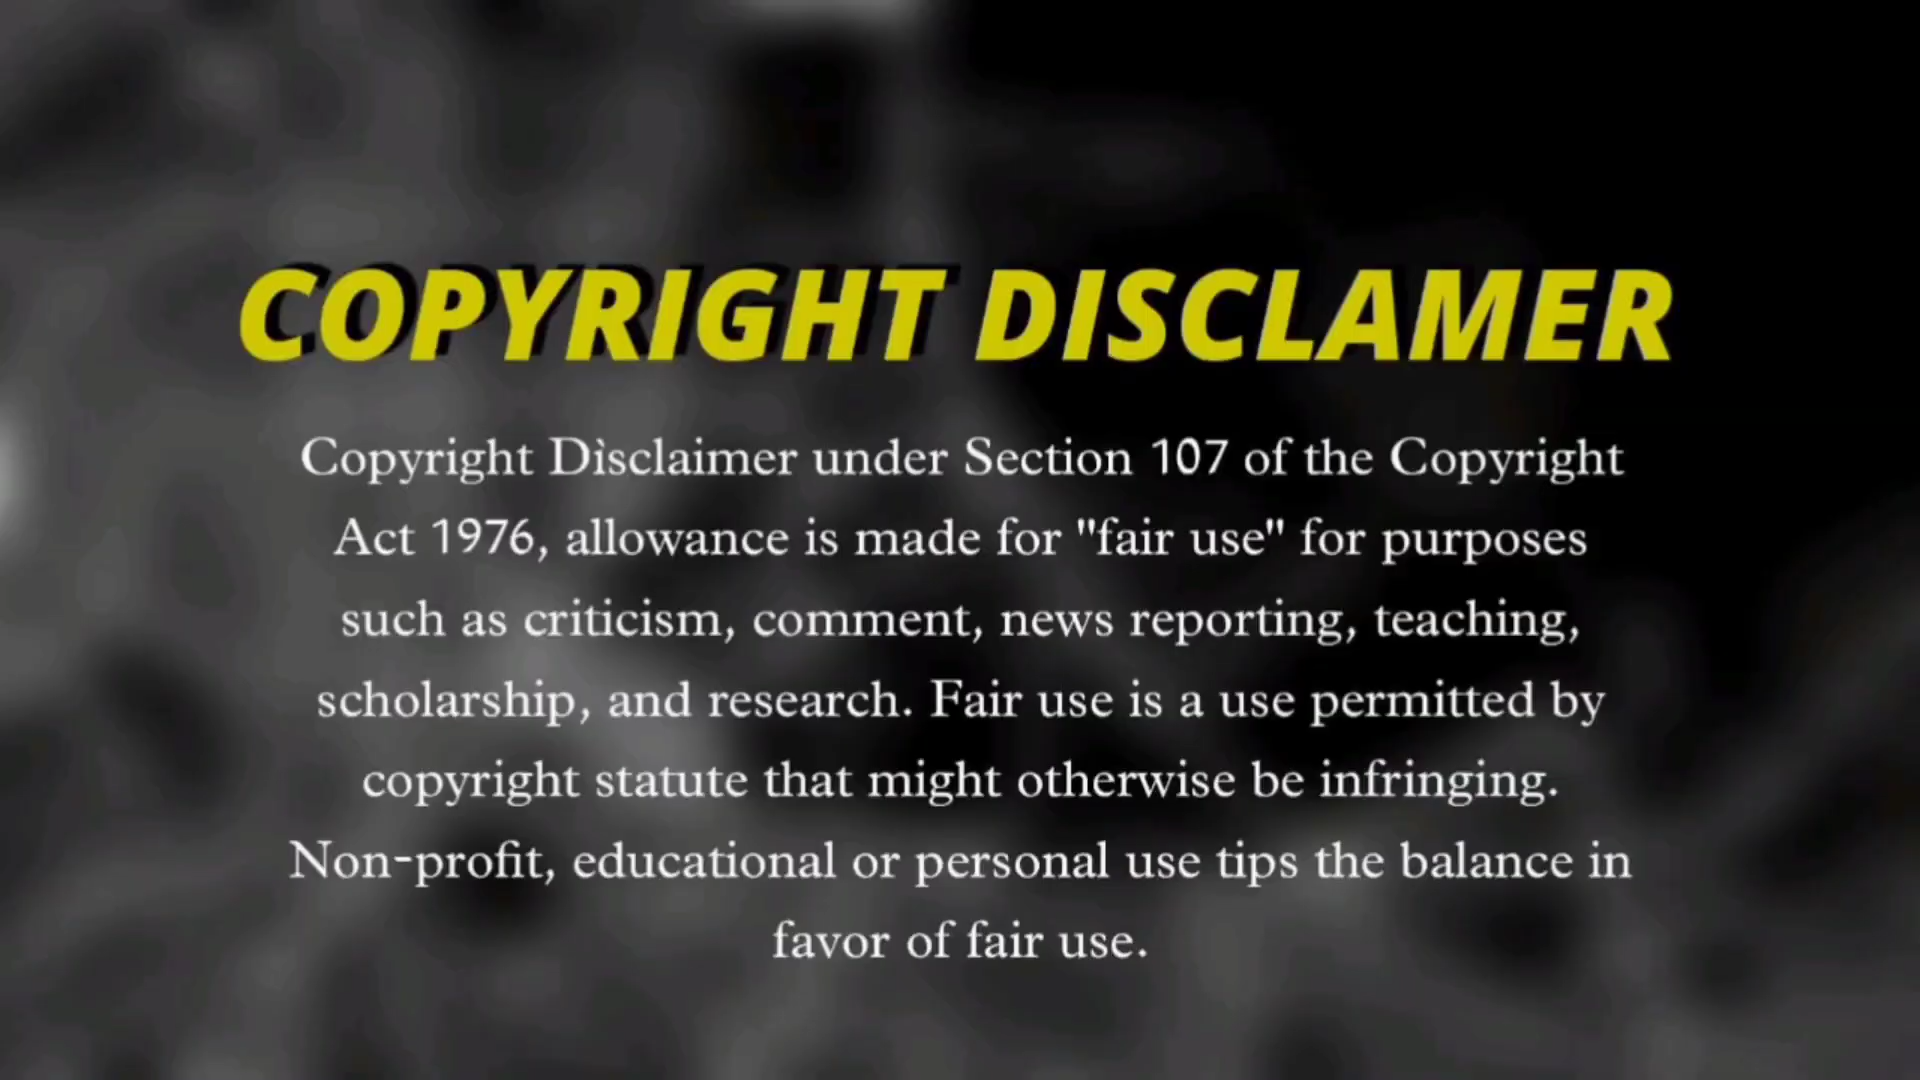 COPYRIGHT DISCLAMER
Copyright Disclaimer under Section 107 of the Copyright
Act 1976, allowance is made for "fair use" for purposes
such as criticism, comment, news reporting, teaching,
scholarship, and research. Fair use is a use permitted by
copyright statute that might otherwise be infringing.
Non-profit, educational or personal use tips the balance in
favor of fair use.